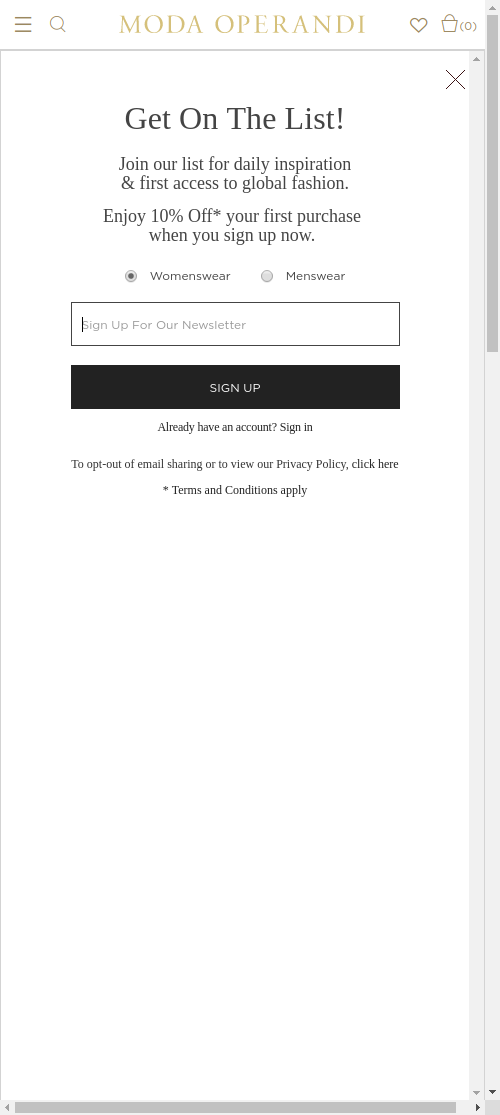 MODA OPERANDI
(0)
Get On The List!
Join our list for daily inspiration
& first access to global fashion.
Enjoy 10% Off* your first purchase
when you sign up now.
Womenswear Menswear
Sign Up For Our Newsletter
SIGN UP
Already have an account? Sign in
To opt-out of email sharing or to view our Privacy Policy, click here
* Terms and Conditions apply